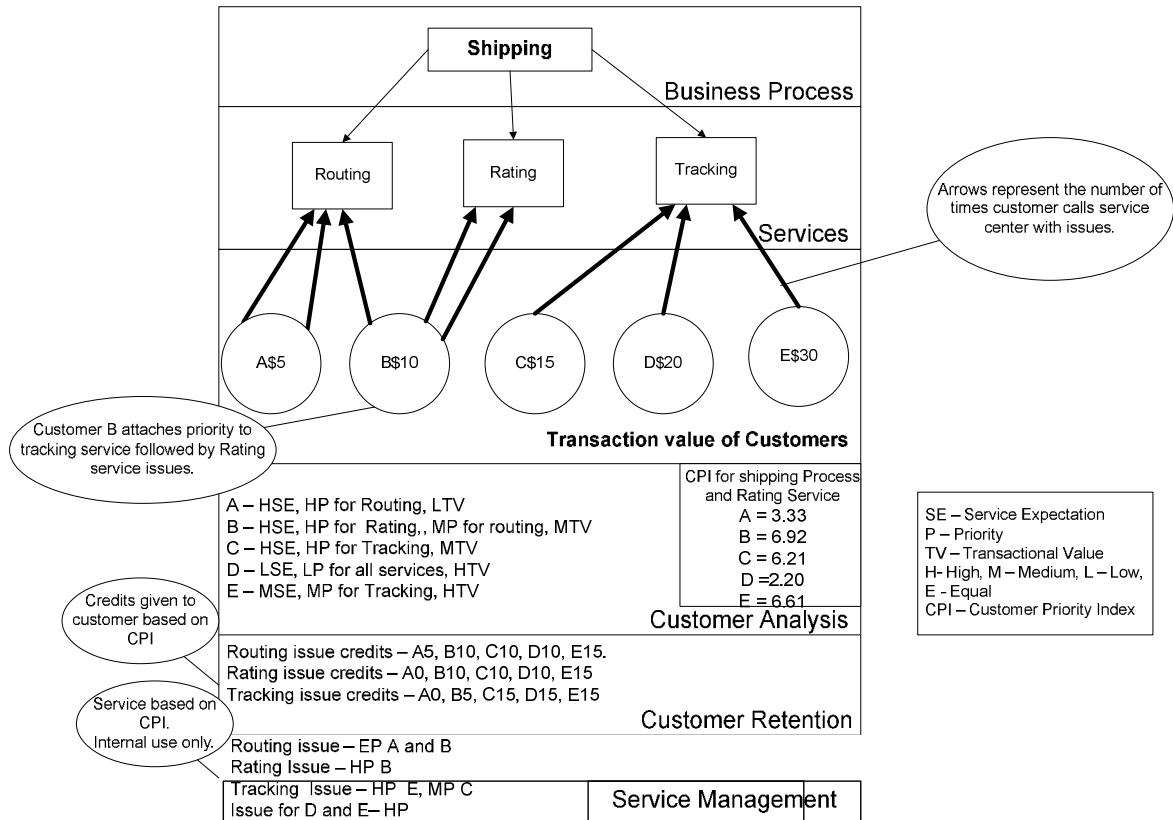 Shipping
Business Process
Routing
Rating
Tracking
Services
Arrows represent the number of
times customer calls service
center with issues.
A$5
B$10
C$15
D$20
E$30
Customer B attaches priority to
tracking service followed by Rating
service issues.
Transaction value of Customers
CPI for shipping Process
and Rating Service
A = 3.33
B = 6.92
C = 6.21
D =2.20
E = 6.61
A – HSE, HP for Routing, LTV
B – HSE, HP for Rating,, MP for routing, MTV
C – HSE, HP for Tracking, MTV
D – LSE, LP for all services, HTV
E – MSE, MP for Tracking, HTV
Customer Analysis
SE – Service Expectation
P – Priority
TV – Transactional Value
H- High, M – Medium, L – Low,
E - Equal
CPI – Customer Priority Index
Credits given to
customer based on
CPI
Routing issue credits – A5, B10, C10, D10, E15.
Rating issue credits – A0, B10, C10, D10, E15
Tracking issue credits – A0, B5, C15, D15, E15
Customer Retention
Service based on
CPI.
Internal use only.
Routing issue – EP A and B
Rating Issue – HP B
Tracking Issue – HP E, MP C
Issue for D and E– HP
Service Management